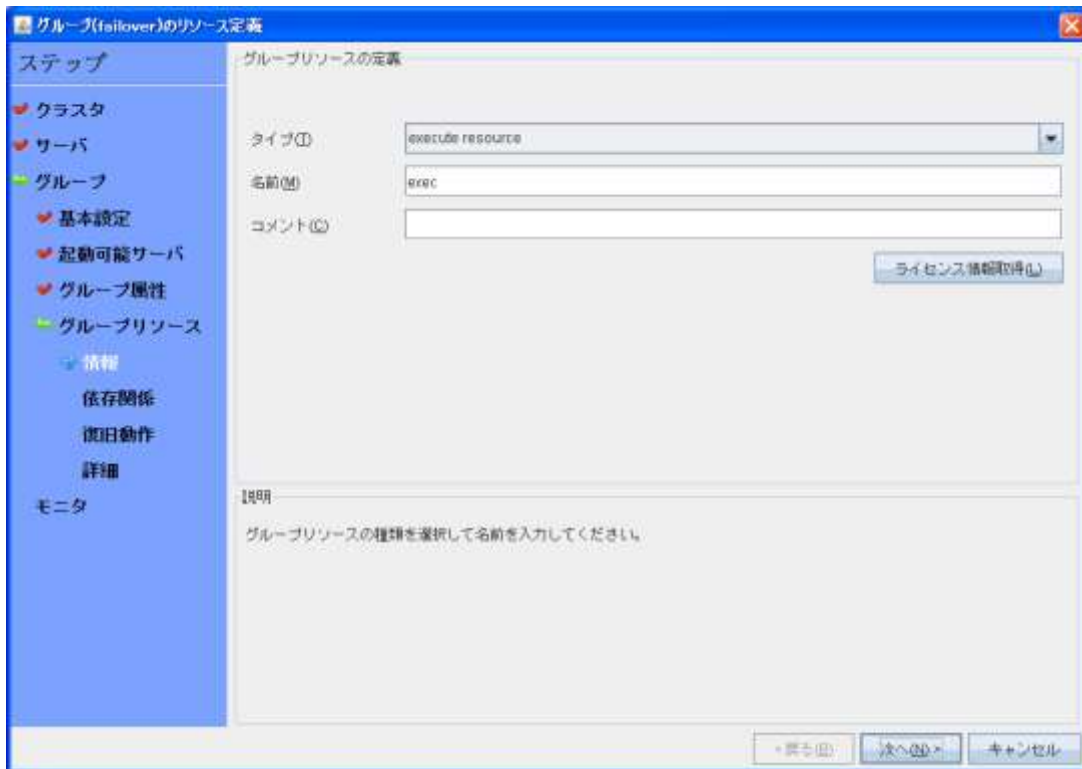 グループ(failover)のリソース定義
ステップ
クラスタ
サーバ
グループ
基本設定
起動可能サーバ
グループ属性
グループリソース
情報
依存関係
復旧動作
詳細
モニタ
グループリソースの定義
タイプ(T)
execute resource
名前(M)
exec
コメント(C)
ライセンス情報取得(L)
説明
グループリソースの種類を選択して名前を入力してください。
< 戻る(B)
次へ(N) >
キャンセル